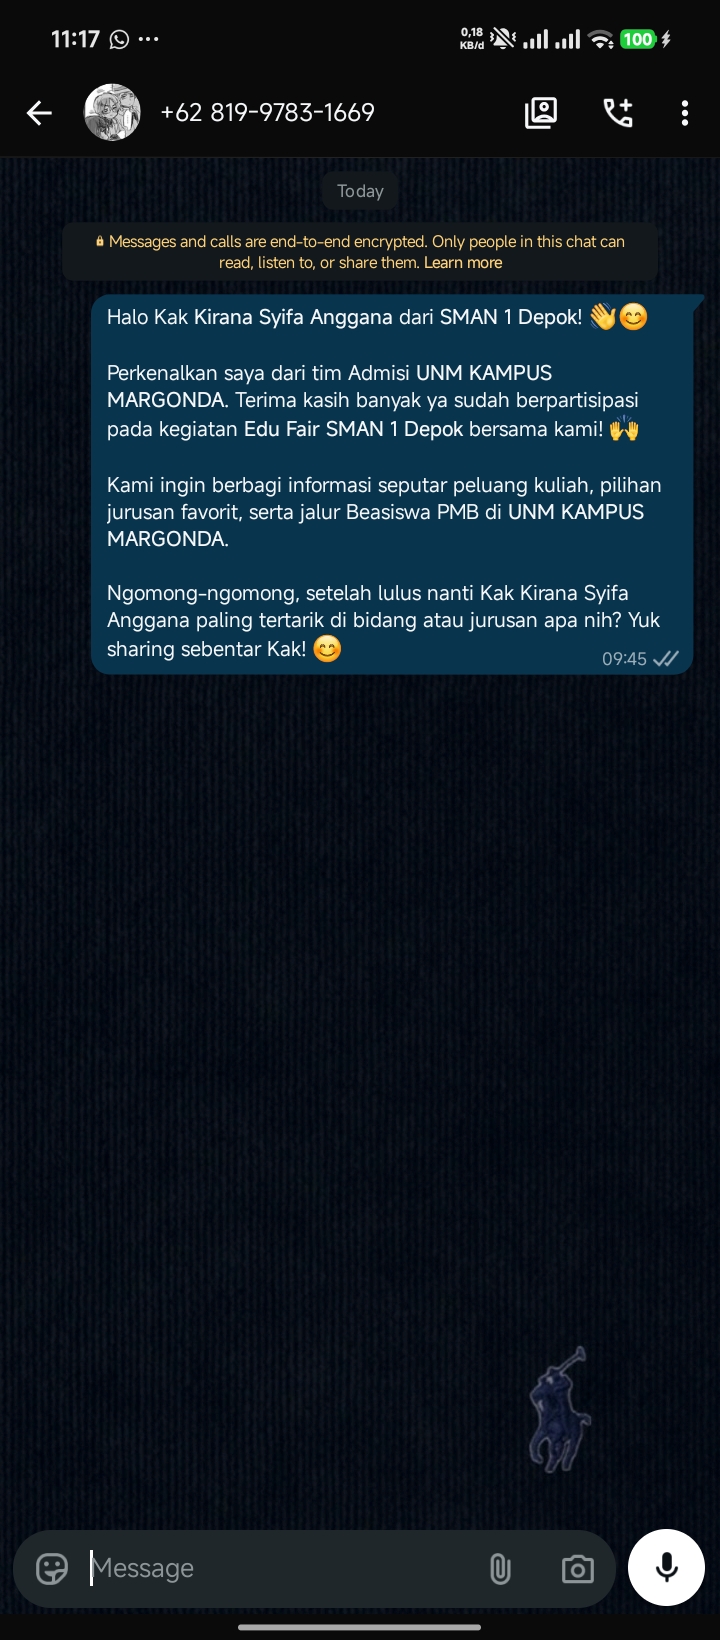 11:17
0,18
KB/d
100
+62 819-9783-1669
Today
Messages and calls are end-to-end encrypted. Only people in this chat can
read, listen to, or share them. Learn more
Halo Kak Kirana Syifa Anggana dari SMAN 1 Depok! 👋😊
Perkenalkan saya dari tim Admisi UNM KAMPUS
MARGONDA. Terima kasih banyak ya sudah berpartisipasi
pada kegiatan Edu Fair SMAN 1 Depok bersama kami! 🙌
Kami ingin berbagi informasi seputar peluang kuliah, pilihan
jurusan favorit, serta jalur Beasiswa PMB di UNM KAMPUS
MARGONDA.
Ngomong-ngomong, setelah lulus nanti Kak Kirana Syifa
Anggana paling tertarik di bidang atau jurusan apa nih? Yuk
sharing sebentar Kak! 😊
09:45
Message